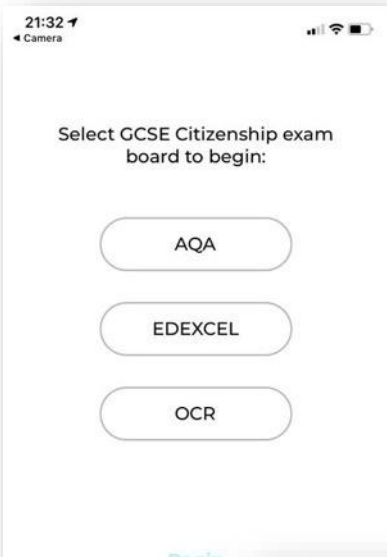 21:32
Camera
Select GCSE Citizenship exam
board to begin:
AQA
EDEXCEL
OCR